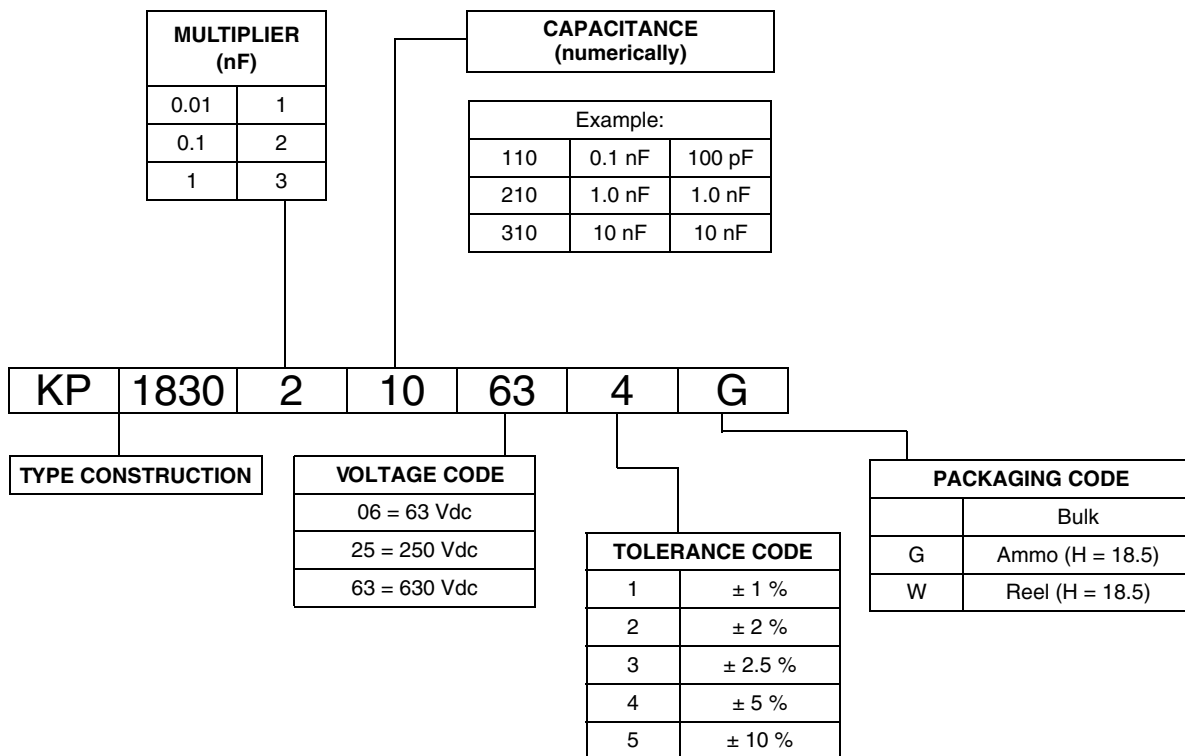 MULTIPLIER
(nF)
0.01 1
0.1 2
1 3
CAPACITANCE
(numerically)
Example:
110 0.1 nF 100 pF
210 1.0 nF 1.0 nF
310 10 nF 10 nF
KP 1830 2 10 63 4 G
TYPE CONSTRUCTION
VOLTAGE CODE
06 = 63 Vdc
25 = 250 Vdc
63 = 630 Vdc
TOLERANCE CODE
1 ± 1 %
2 ± 2 %
3 ± 2.5 %
4 ± 5 %
5 ± 10 %
PACKAGING CODE
Bulk
G Ammo (H = 18.5)
W Reel (H = 18.5)